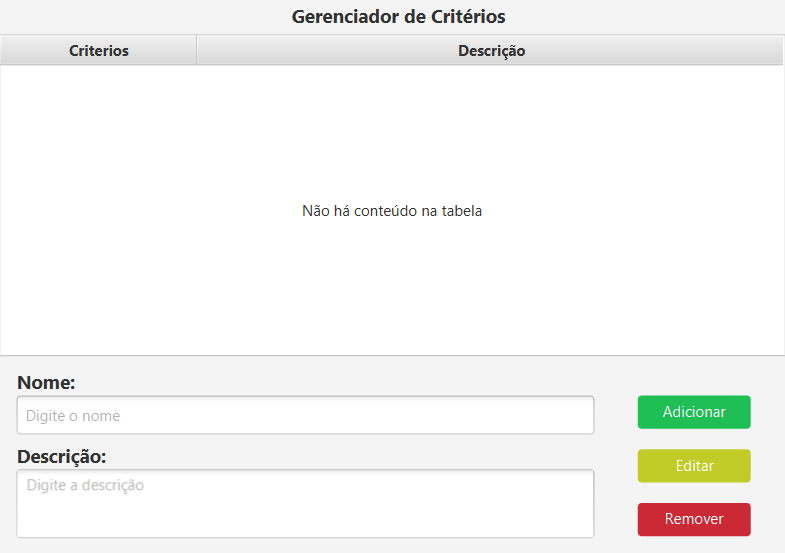 Gerenciador de Critérios
Criterios Descrição
Não há conteúdo na tabela
Nome:
Digite o nome
Descrição:
Digite a descrição
Adicionar
Editar
Remover